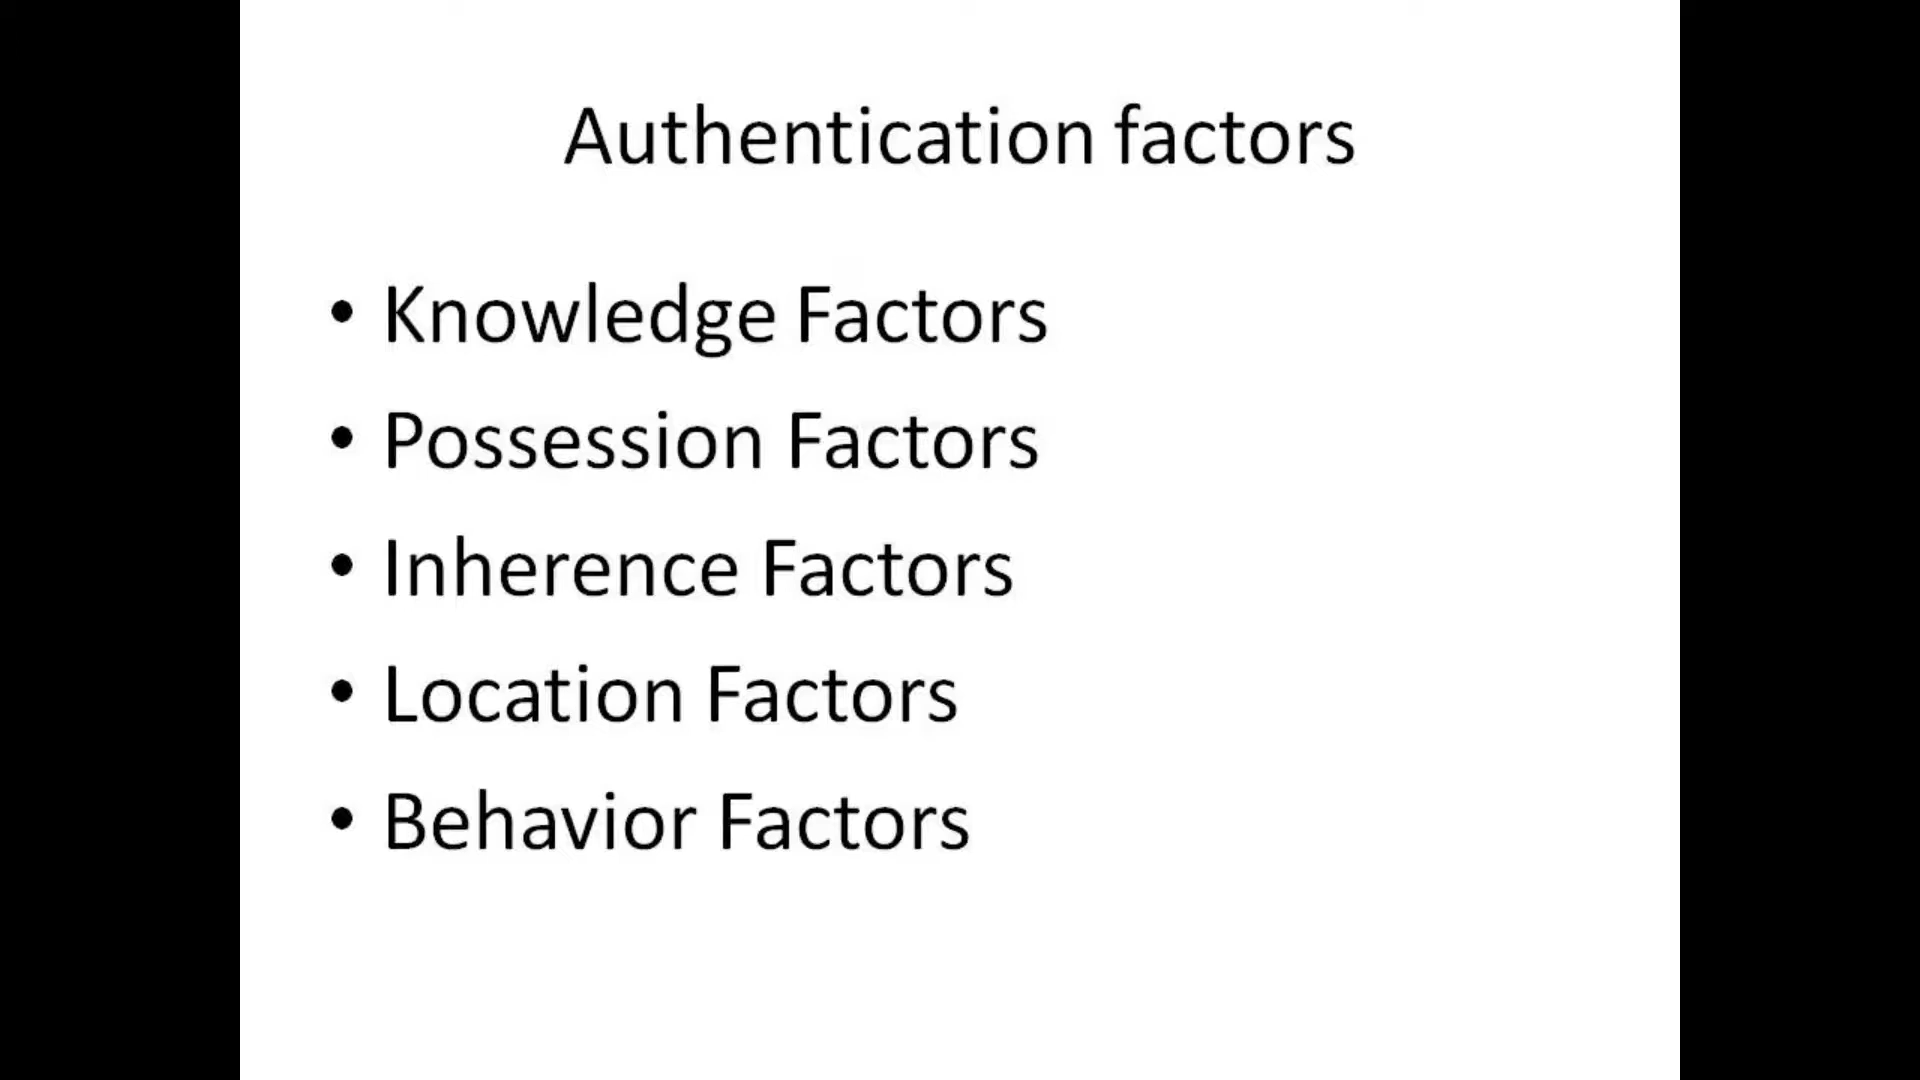 Authentication factors
• Knowledge Factors
• Possession Factors
• Inherence Factors
• Location Factors
• Behavior Factors